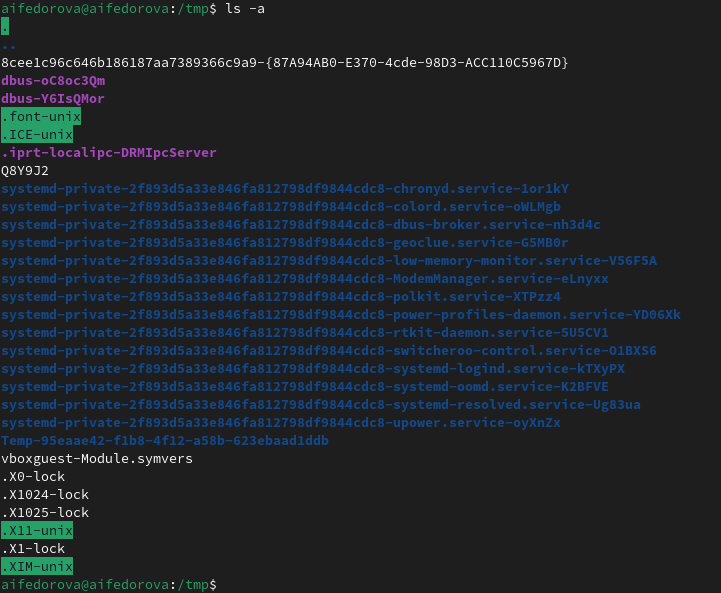 aifedorova@aifedorova:/tmp$ ls -a
.
..
8cee1c96c646b186187aa7389366c9a9-{87A94AB0-E370-4cde-98D3-ACC110C5967D}
dbus-oC8oc3Qm
dbus-Y6IsQMor
.font-unix
.ICE-unix
.iprt-localipc-DRMIpcServer
Q8Y9J2
systemd-private-2f893d5a33e846fa812798df9844cdc8-chronyd.service-1or1kY
systemd-private-2f893d5a33e846fa812798df9844cdc8-colord.service-oWLMgb
systemd-private-2f893d5a33e846fa812798df9844cdc8-dbus-broker.service-nh3d4c
systemd-private-2f893d5a33e846fa812798df9844cdc8-geoclue.service-G5MB0r
systemd-private-2f893d5a33e846fa812798df9844cdc8-low-memory-monitor.service-V56F5A
systemd-private-2f893d5a33e846fa812798df9844cdc8-ModemManager.service-eLnyxx
systemd-private-2f893d5a33e846fa812798df9844cdc8-polkit.service-XTPzz4
systemd-private-2f893d5a33e846fa812798df9844cdc8-power-profiles-daemon.service-YD06Xk
systemd-private-2f893d5a33e846fa812798df9844cdc8-rtkit-daemon.service-5U5CV1
systemd-private-2f893d5a33e846fa812798df9844cdc8-switcheroo-control.service-O1BXS6
systemd-private-2f893d5a33e846fa812798df9844cdc8-systemd-logind.service-kTXyPX
systemd-private-2f893d5a33e846fa812798df9844cdc8-systemd-oomd.service-K2BFVE
systemd-private-2f893d5a33e846fa812798df9844cdc8-systemd-resolved.service-Ug83ua
systemd-private-2f893d5a33e846fa812798df9844cdc8-upower.service-oyXnZx
Temp-95eaae42-f1b8-4f12-a58b-623ebaad1ddb
vboxguest-Module.symvers
.X0-lock
.X1024-lock
.X1025-lock
.X11-unix
.X1-lock
.XIM-unix
aifedorova@aifedorova:/tmp$